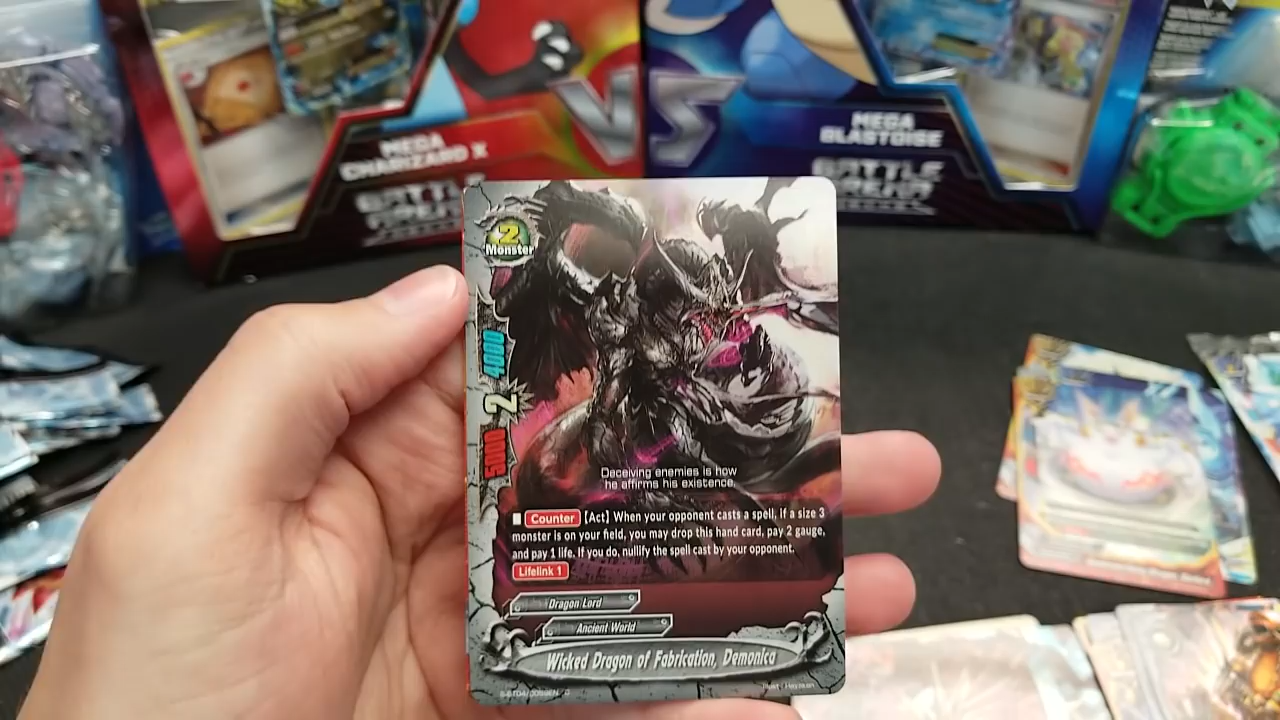 MEGA
CHARIZARD X
VS
MEGA
BLASTOISE
BATTLE
ARENA
BATTLE
ARENA
2
Monster
4000
2
5000
Deceiving enemies is how
he affirms his existence.
Counter [Act] When your opponent casts a spell, if a size 3
monster is on your field, you may drop this hand card, pay 2 gauge,
and pay 1 life. If you do, nullify the spell cast by your opponent.
Lifelink 1
Dragon Lord
Ancient World
Wicked Dragon of Fabrication, Demonica